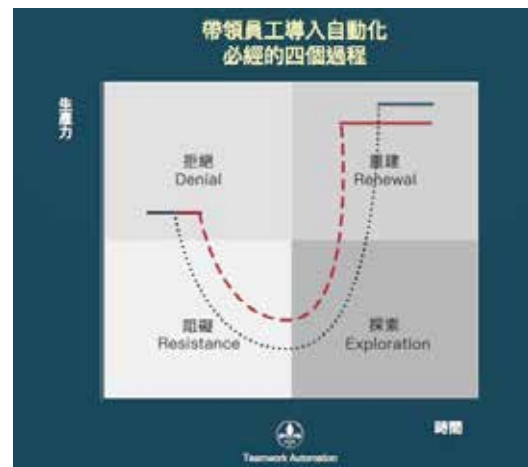 帶領員工導入自動化
必經的四個過程
生產力
拒絕
Denial
重建
Renewal
阻礙
Resistance
探索
Exploration
時間
Teamwork Automation